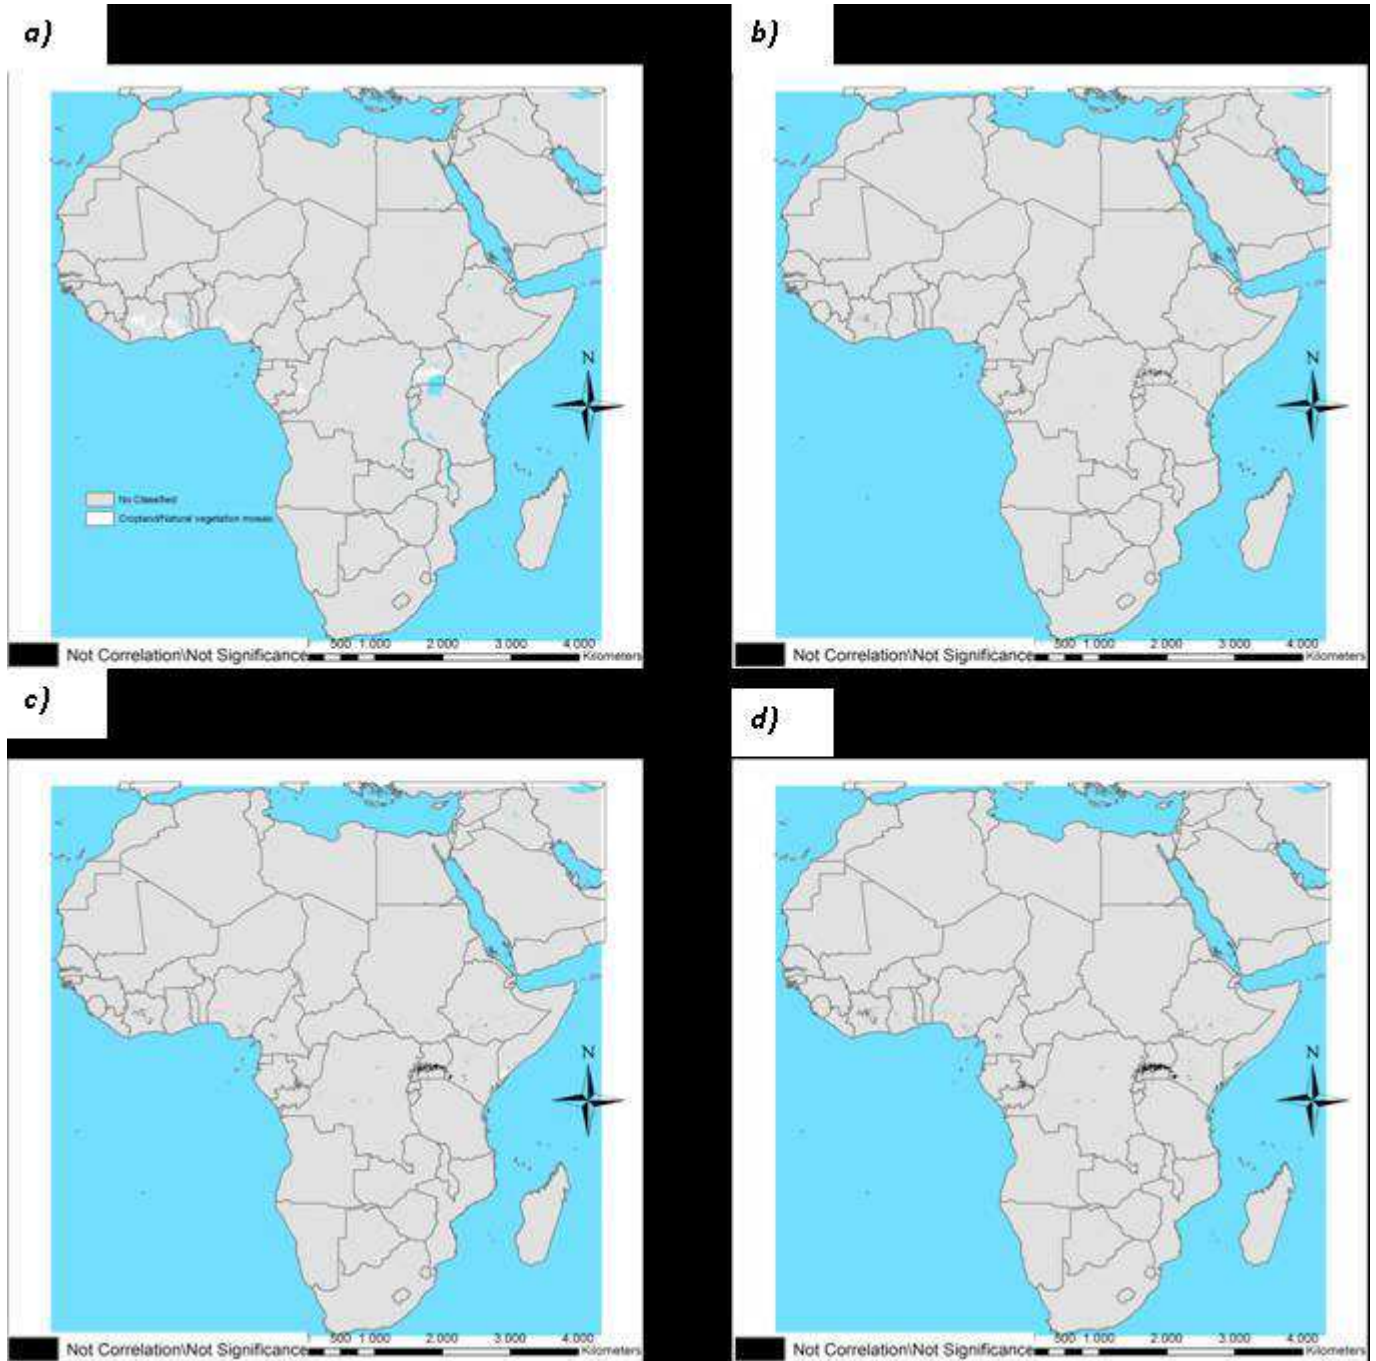 a)
b)
N
N
No Classified
Cropland/Natural vegetation mosaic
500 1.000 2.000 3.000 4.000
Not Correlation\Not Significance Kilometers
500 1.000 2.000 3.000 4.000
Not Correlation\Not Significance Kilometers
c)
d)
N
N
500 1.000 2.000 3.000 4.000
Not Correlation\Not Significance Kilometers
500 1.000 2.000 3.000 4.000
Not Correlation\Not Significance Kilometers